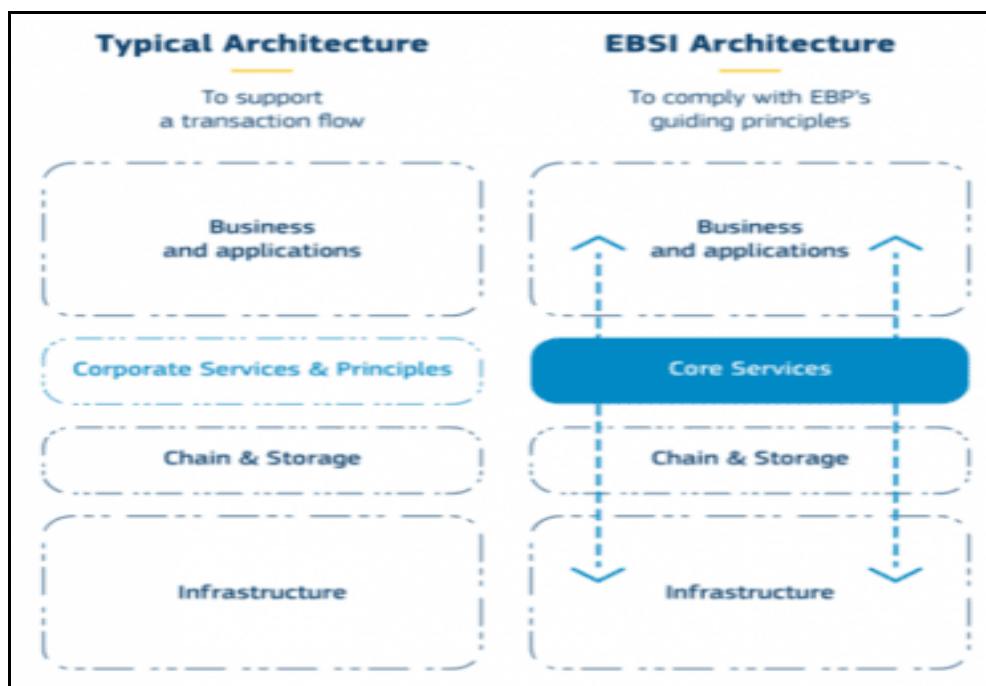 Typical Architecture
To support
a transaction flow
Business
and applications
Corporate Services & Principles
Chain & Storage
Infrastructure
EBSI Architecture
To comply with EBP's
guiding principles
Business
and applications
Core Services
Chain & Storage
Infrastructure